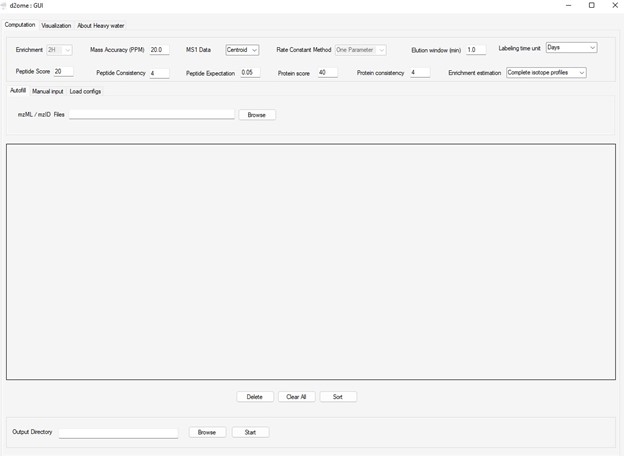 d2ome : GUI
Computation Visualization About Heavy water
Enrichment 2H Mass Accuracy (PPM) 20.0 MS1 Data Centroid Rate Constant Method One Parameter Elution window (min) 1.0 Labeling time unit Days
Peptide Score 20 Peptide Consistency 4 Peptide Expectation 0.05 Protein score 40 Protein consistency 4 Enrichment estimation Complete isotope profiles
Autofill Manual input Load configs
mzML / mzID Files Browse
Delete Clear All Sort
Output Directory Browse Start